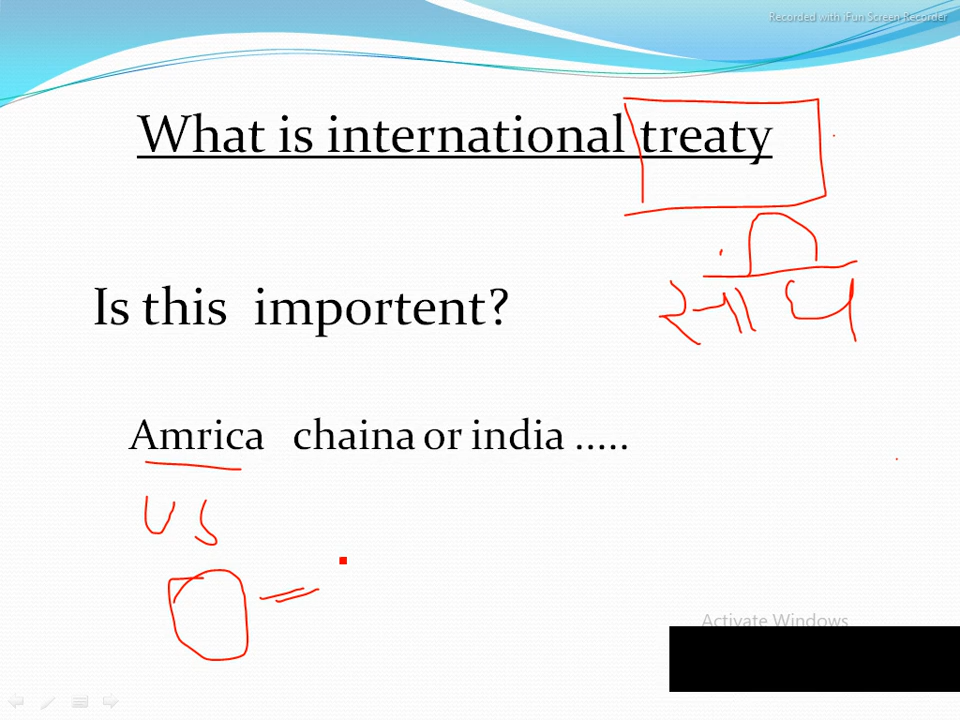 Recorded with iFun Screen Recorder
What is international treaty
Is this importent?
Amrica chaina or india .....
US
Activate Windows